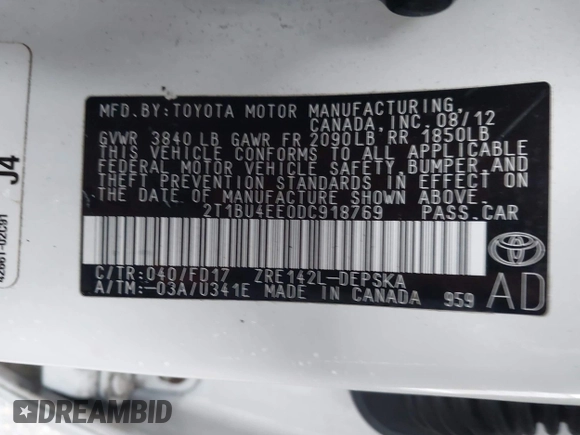 MFD. BY: TOYOTA MOTOR MANUFACTURING,
CANADA, INC. 08/12
GVWR 3840 LB GAWR FR 2090LB RR 1850LB
THIS VEHICLE CONFORMS TO ALL APPLICABLE
FEDERAL MOTOR VEHICLE SAFETY, BUMPER, AND
THEFT PREVENTION STANDARDS IN EFFECT ON
THE DATE OF MANUFACTURE SHOWN ABOVE.
2T1BU4EE0DC918769 PASS. CAR
C/TR: 040/FD17 ZRE142L-DEPSKA
A/TM: -03A/U341E MADE IN CANADA 959
TOYOTA
AD
J4
DREAMBID